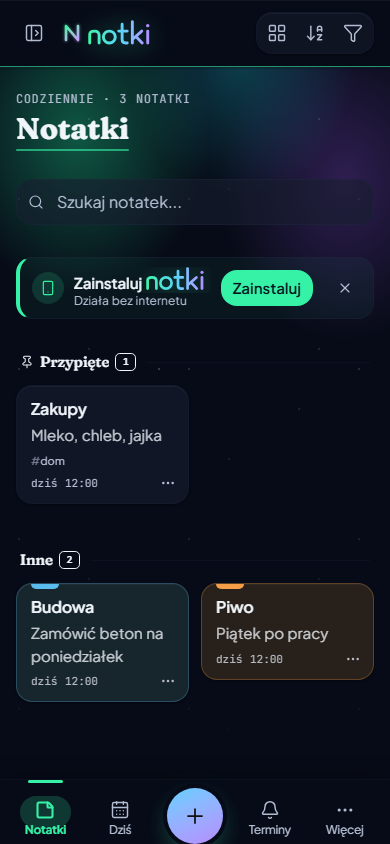 N notki
CODZIENNIE · 3 NOTATKI
Notatki
Szukaj notatek...
Zainstaluj notki
Działa bez internetu
Zainstaluj
Przypięte 1
Zakupy
Mleko, chleb, jajka
#dom
dziś 12:00
Inne 2
Budowa
Zamówić beton na
poniedziałek
dziś 12:00
Piwo
Piątek po pracy
dziś 12:00
Notatki
Dziś
Terminy
Więcej